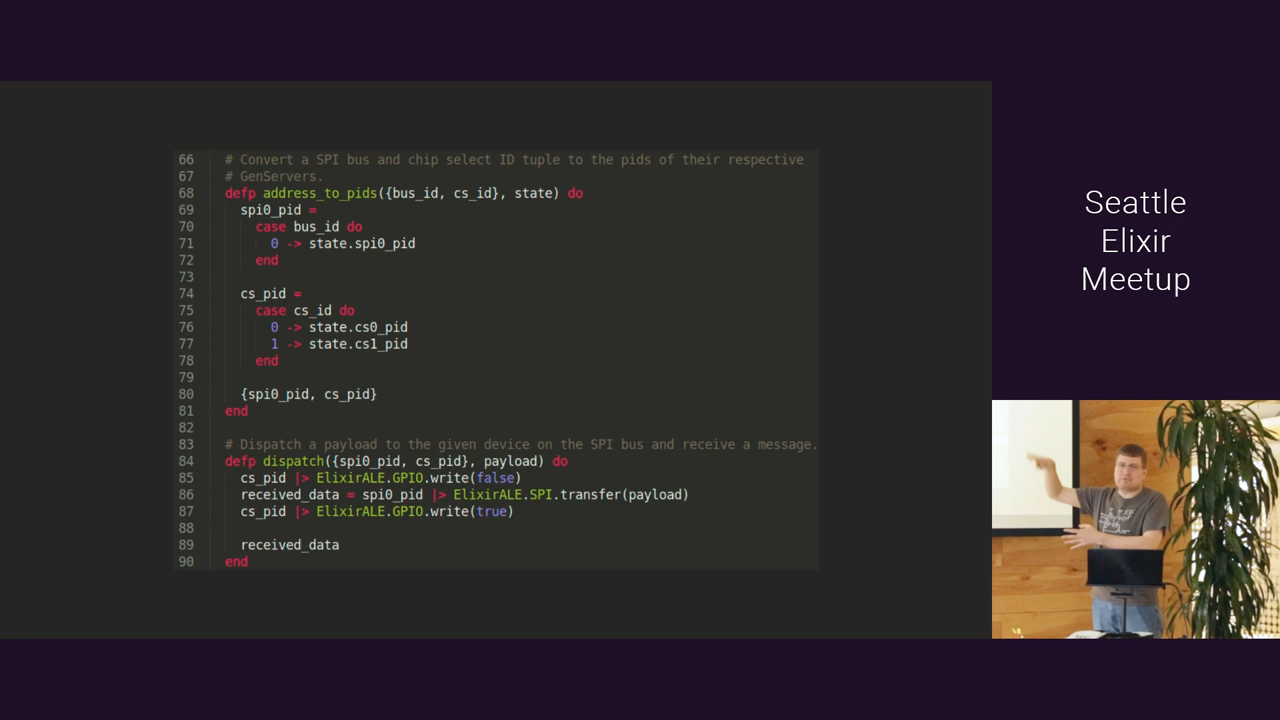 66 # Convert a SPI bus and chip select ID tuple to the pids of their respective
67 # GenServers.
68 defp address_to_pids({bus_id, cs_id}, state) do
69 spi0_pid =
70 case bus_id do
71 0 -> state.spi0_pid
72 end
73
74 cs_pid =
75 case cs_id do
76 0 -> state.cs0_pid
77 1 -> state.cs1_pid
78 end
79
80 {spi0_pid, cs_pid}
81 end
82
83 # Dispatch a payload to the given device on the SPI bus and receive a message.
84 defp dispatch({spi0_pid, cs_pid}, payload) do
85 cs_pid |> ElixirALE.GPIO.write(false)
86 received_data = spi0_pid |> ElixirALE.SPI.transfer(payload)
87 cs_pid |> ElixirALE.GPIO.write(true)
88
89 received_data
90 end
Seattle
Elixir
Meetup